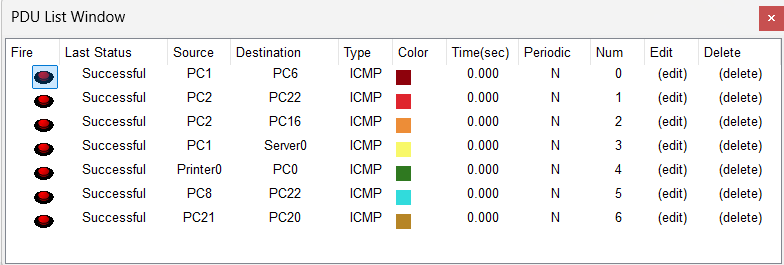 PDU List Window
Fire Last Status Source Destination Type Color Time(sec) Periodic Num Edit Delete
Successful PC1 PC6 ICMP 0.000 N 0 (edit) (delete)
Successful PC2 PC22 ICMP 0.000 N 1 (edit) (delete)
Successful PC2 PC16 ICMP 0.000 N 2 (edit) (delete)
Successful PC1 Server0 ICMP 0.000 N 3 (edit) (delete)
Successful Printer0 PC0 ICMP 0.000 N 4 (edit) (delete)
Successful PC8 PC22 ICMP 0.000 N 5 (edit) (delete)
Successful PC21 PC20 ICMP 0.000 N 6 (edit) (delete)